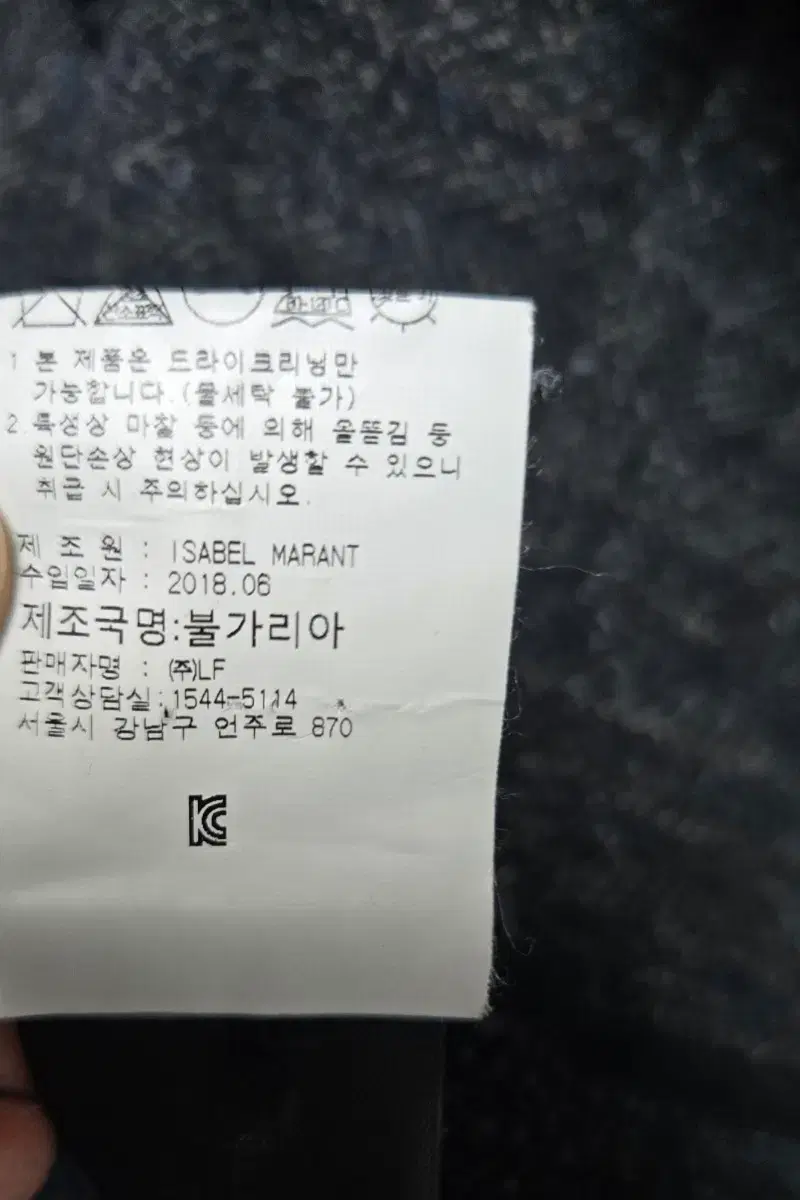 1 본 제품은 드라이크리닝만
가능합니다.(물세탁 불가)
2.특성상 마찰 등에 의해 올뜯김 등
원단손상 현상이 발생할 수 있으니
취급 시 주의하십시오.
제 조 원 : ISABEL MARANT
수입일자 : 2018.06
제조국명:불가리아
판매자명 : (주)LF
고객상담실:1544-5114
서울시 강남구 언주로 870
KC